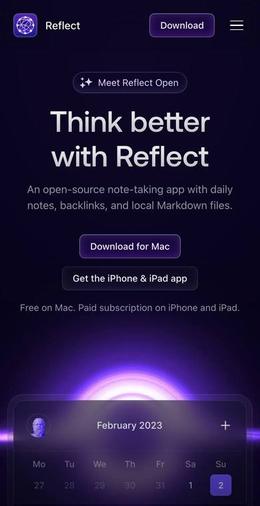 Reflect
Download
Meet Reflect Open
Think better
with Reflect
An open-source note-taking app with daily
notes, backlinks, and local Markdown files.
Download for Mac
Get the iPhone & iPad app
Free on Mac. Paid subscription on iPhone and iPad.
February 2023
Mo Tu We Th Fr Sa Su
27 28 29 30 31 1 2